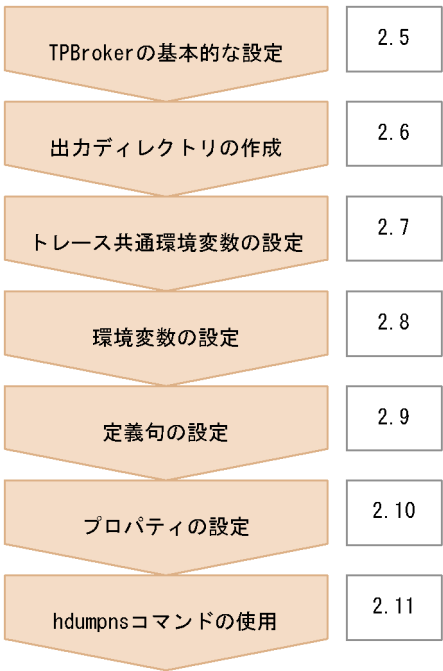 TPBrokerの基本的な設定
2.5
出力ディレクトリの作成
2.6
トレース共通環境変数の設定
2.7
環境変数の設定
2.8
定義句の設定
2.9
プロパティの設定
2.10
hdumpnsコマンドの使用
2.11